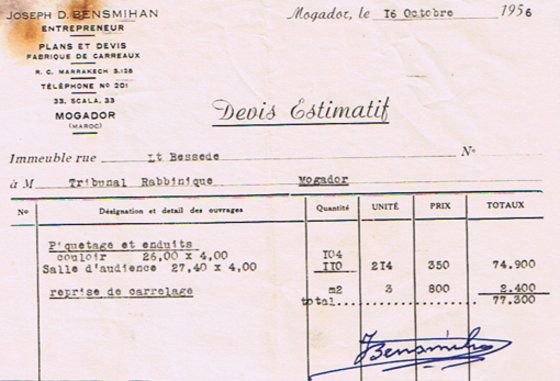 JOSEPH D. BENSMIHAN
ENTREPRENEUR
PLANS ET DEVIS
FABRIQUE DE CARREAUX
R. C. MARRAKECH 3.128
TÉLÉPHONE No 201
33, SCALA, 33
MOGADOR
(MAROC)
Mogador, le 16 Octobre 1956
Devis Estimatif
Immeuble rue Lt Bessede No
à M Tribunal Rabbinique Mogador
No Désignation et detail des ouvrages Quantité UNITÉ PRIX TOTAUX
Piquetage et enduits
couloir 26,00 x 4,00 104
Salle d'audience 27,40 x 4,00 110 214 350 74.900
reprise de carrelage m2 3 800 2.400
total 77.300
JBensmihan